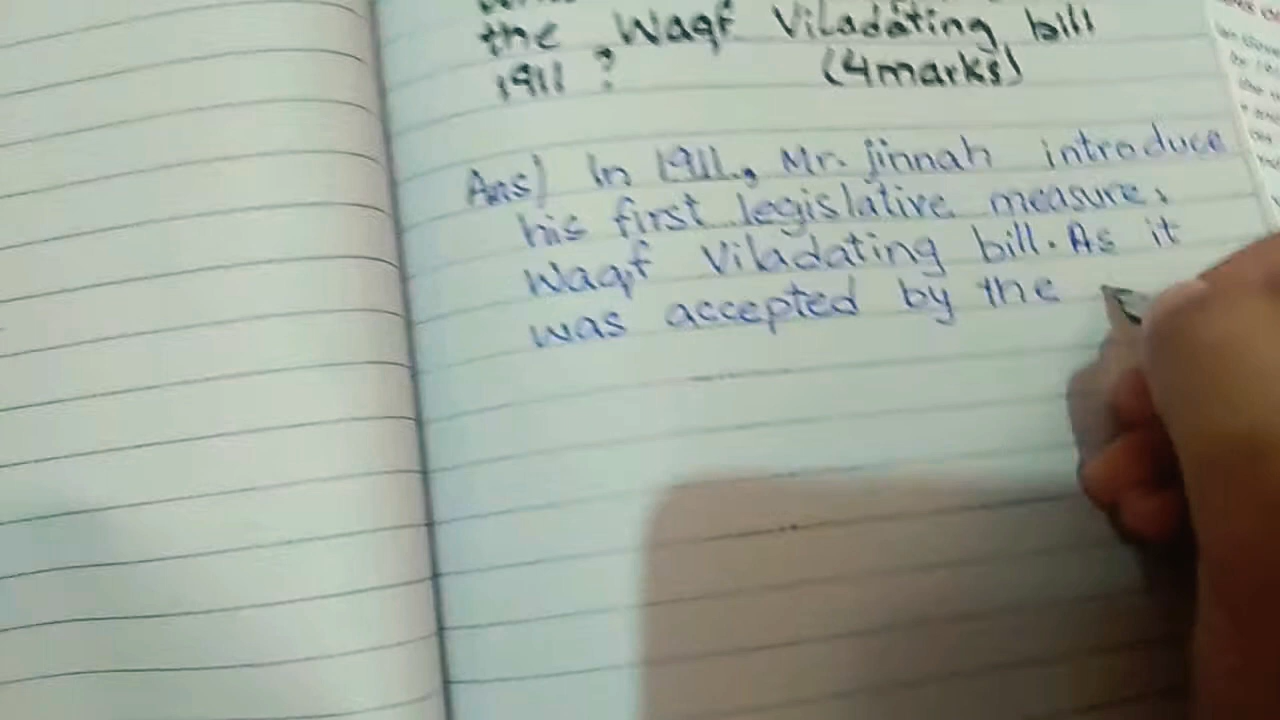 the Waqf Viladating bill
1911 ? (4marks)
Ans) In 1911, Mr. Jinnah introduce
his first legislative measure,
Waqf Viladating bill. As it
was accepted by the